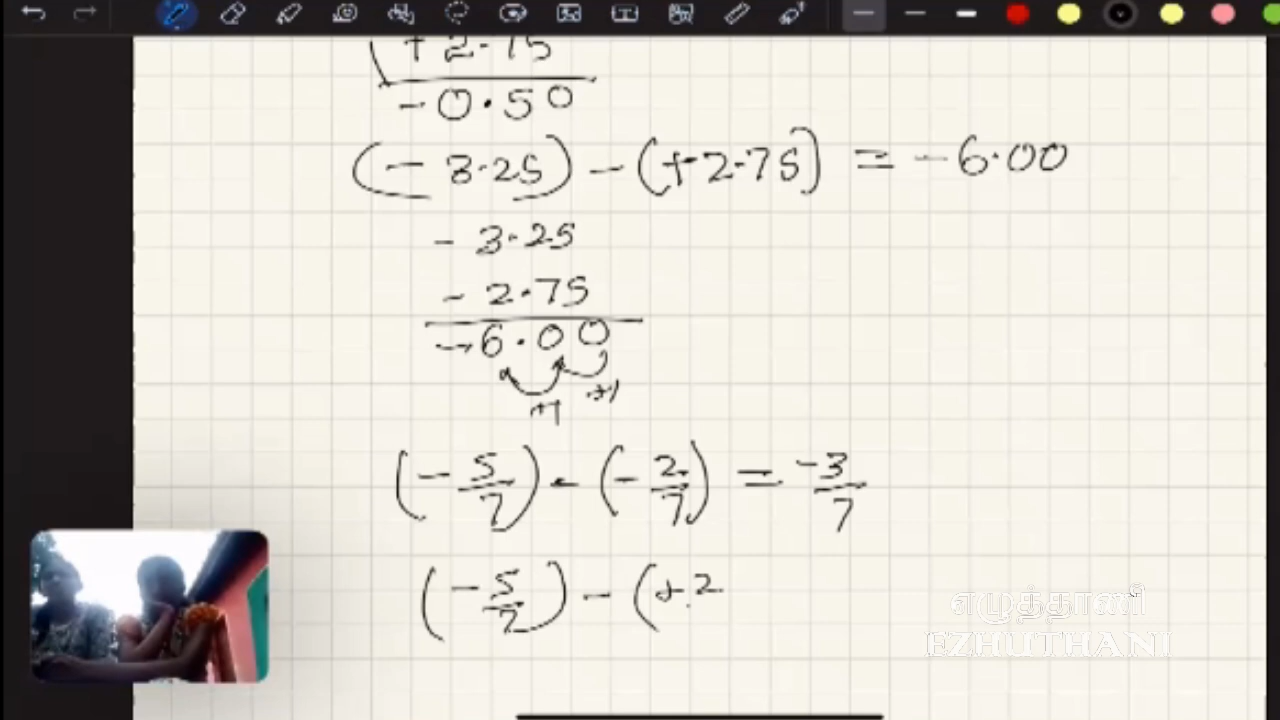 + 2.75
- 0.50
(- 3.25) - (+2.75) = - 6.00
- 3.25
- 2.75
- 6.00
+1 +1
(- 5/7) - (- 2/7) = -3/7
(- 5/7) - (+2
எழுத்தாணி
EZHUTHANI